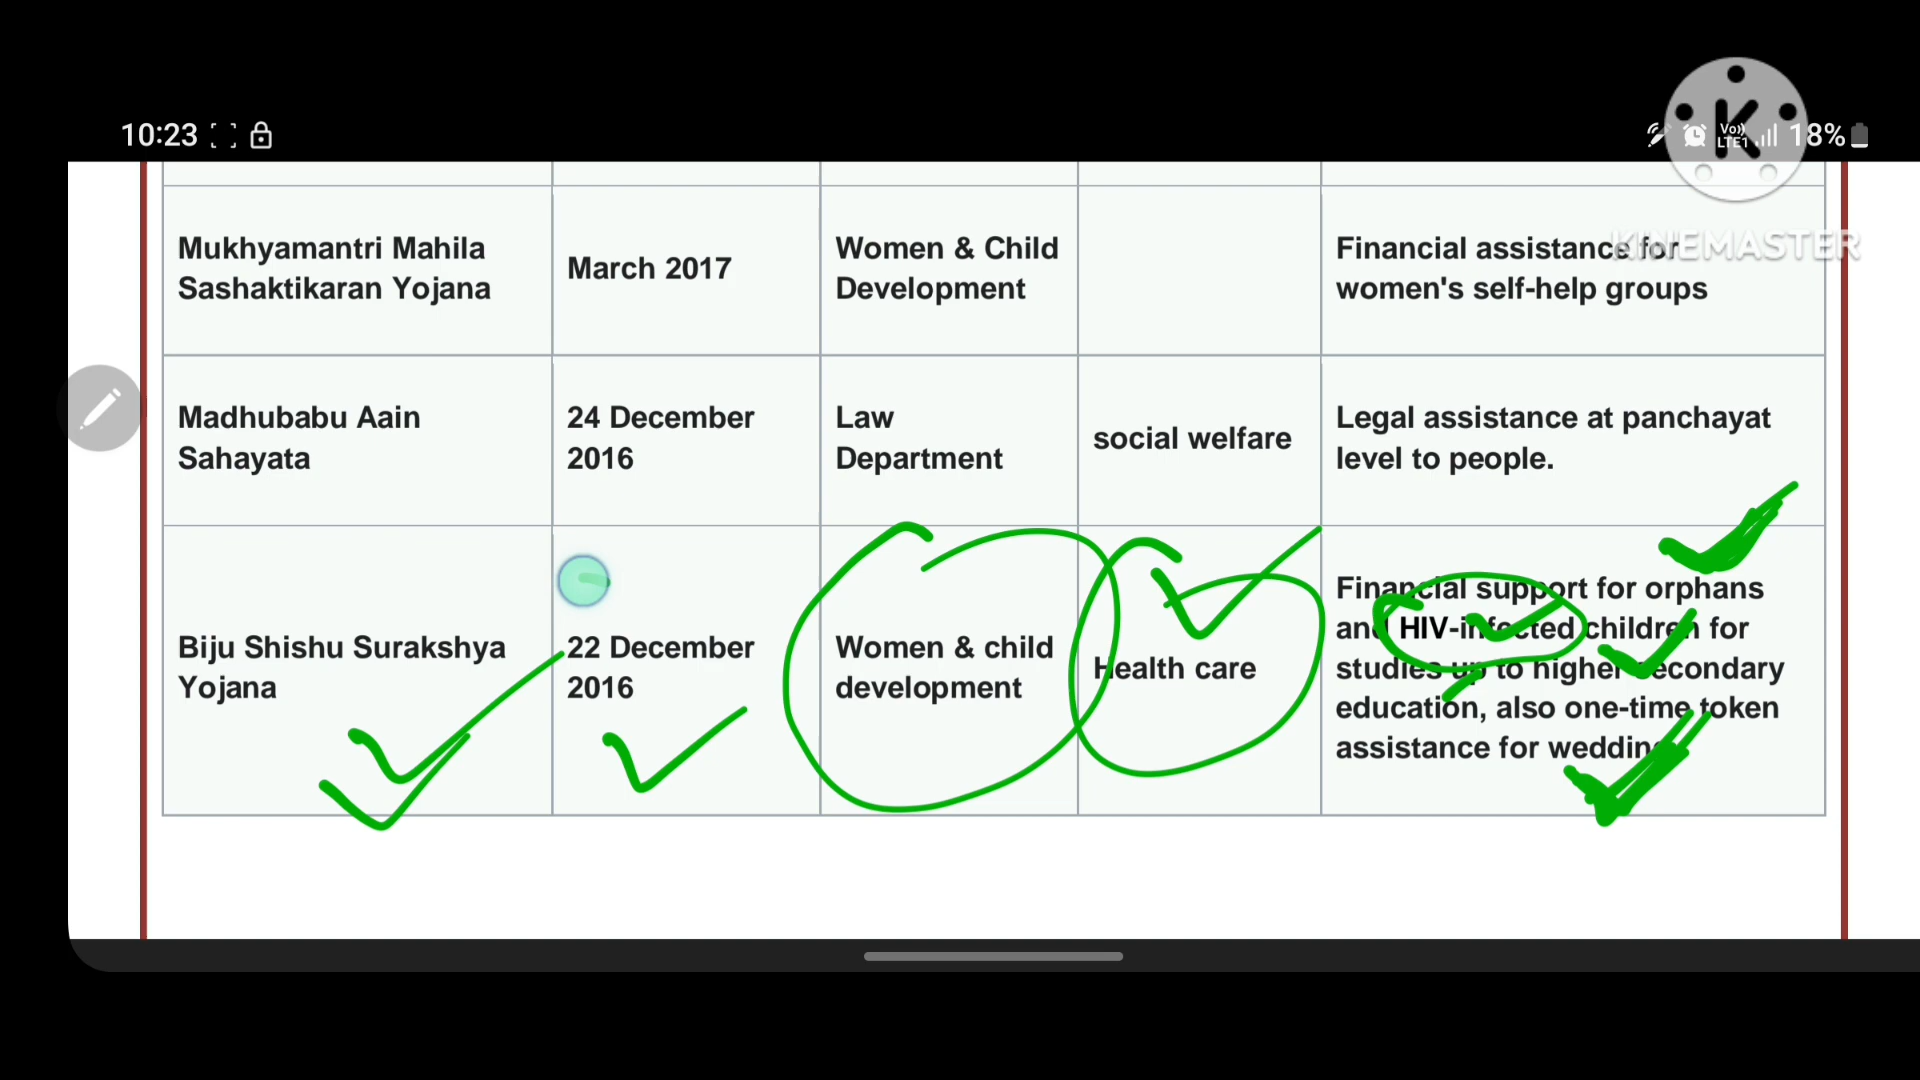 10:23
Vo))
LTE1
18%
K
KINEMASTER
Mukhyamantri Mahila
Sashaktikaran Yojana
March 2017
Women & Child
Development
Financial assistance for
women's self-help groups
Madhubabu Aain
Sahayata
24 December
2016
Law
Department
social welfare
Legal assistance at panchayat
level to people.
Biju Shishu Surakshya
Yojana
22 December
2016
Women & child
development
Health care
Financial support for orphans
and HIV-infected children for
studies up to higher secondary
education, also one-time token
assistance for wedding